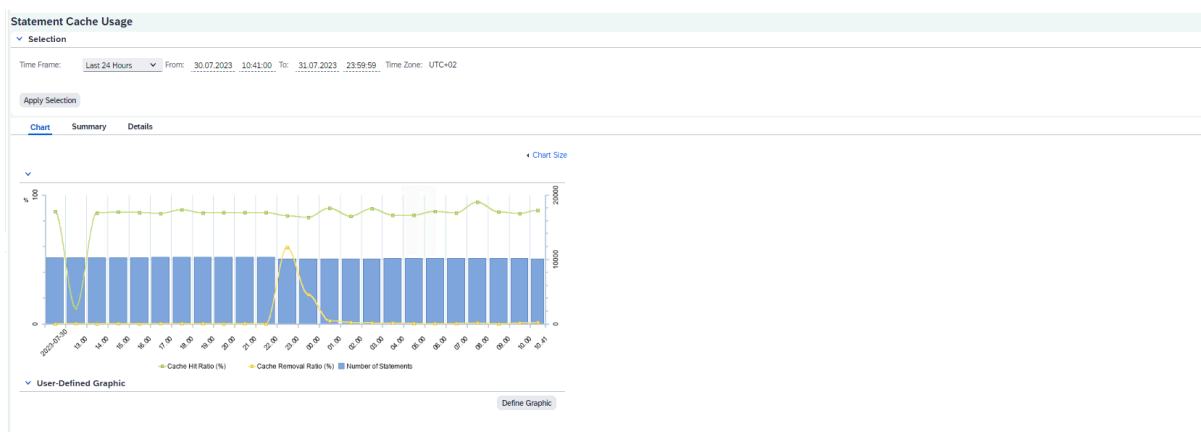 Statement Cache Usage
Selection
Time Frame: Last 24 Hours From: 30.07.2023 10:41:00 To: 31.07.2023 23:59:59 Time Zone: UTC+02
Apply Selection
Chart Summary Details
Chart Size
% 100 20000
10000
0 0
2023-07-30 13.00 14.00 15.00 16.00 17.00 18.00 19.00 20.00 21.00 22.00 23.00 00.00 01.00 02.00 03.00 04.00 05.00 06.00 07.00 08.00 09.00 10.00 10.41
Cache Hit Ratio (%) Cache Removal Ratio (%) Number of Statements
User-Defined Graphic
Define Graphic